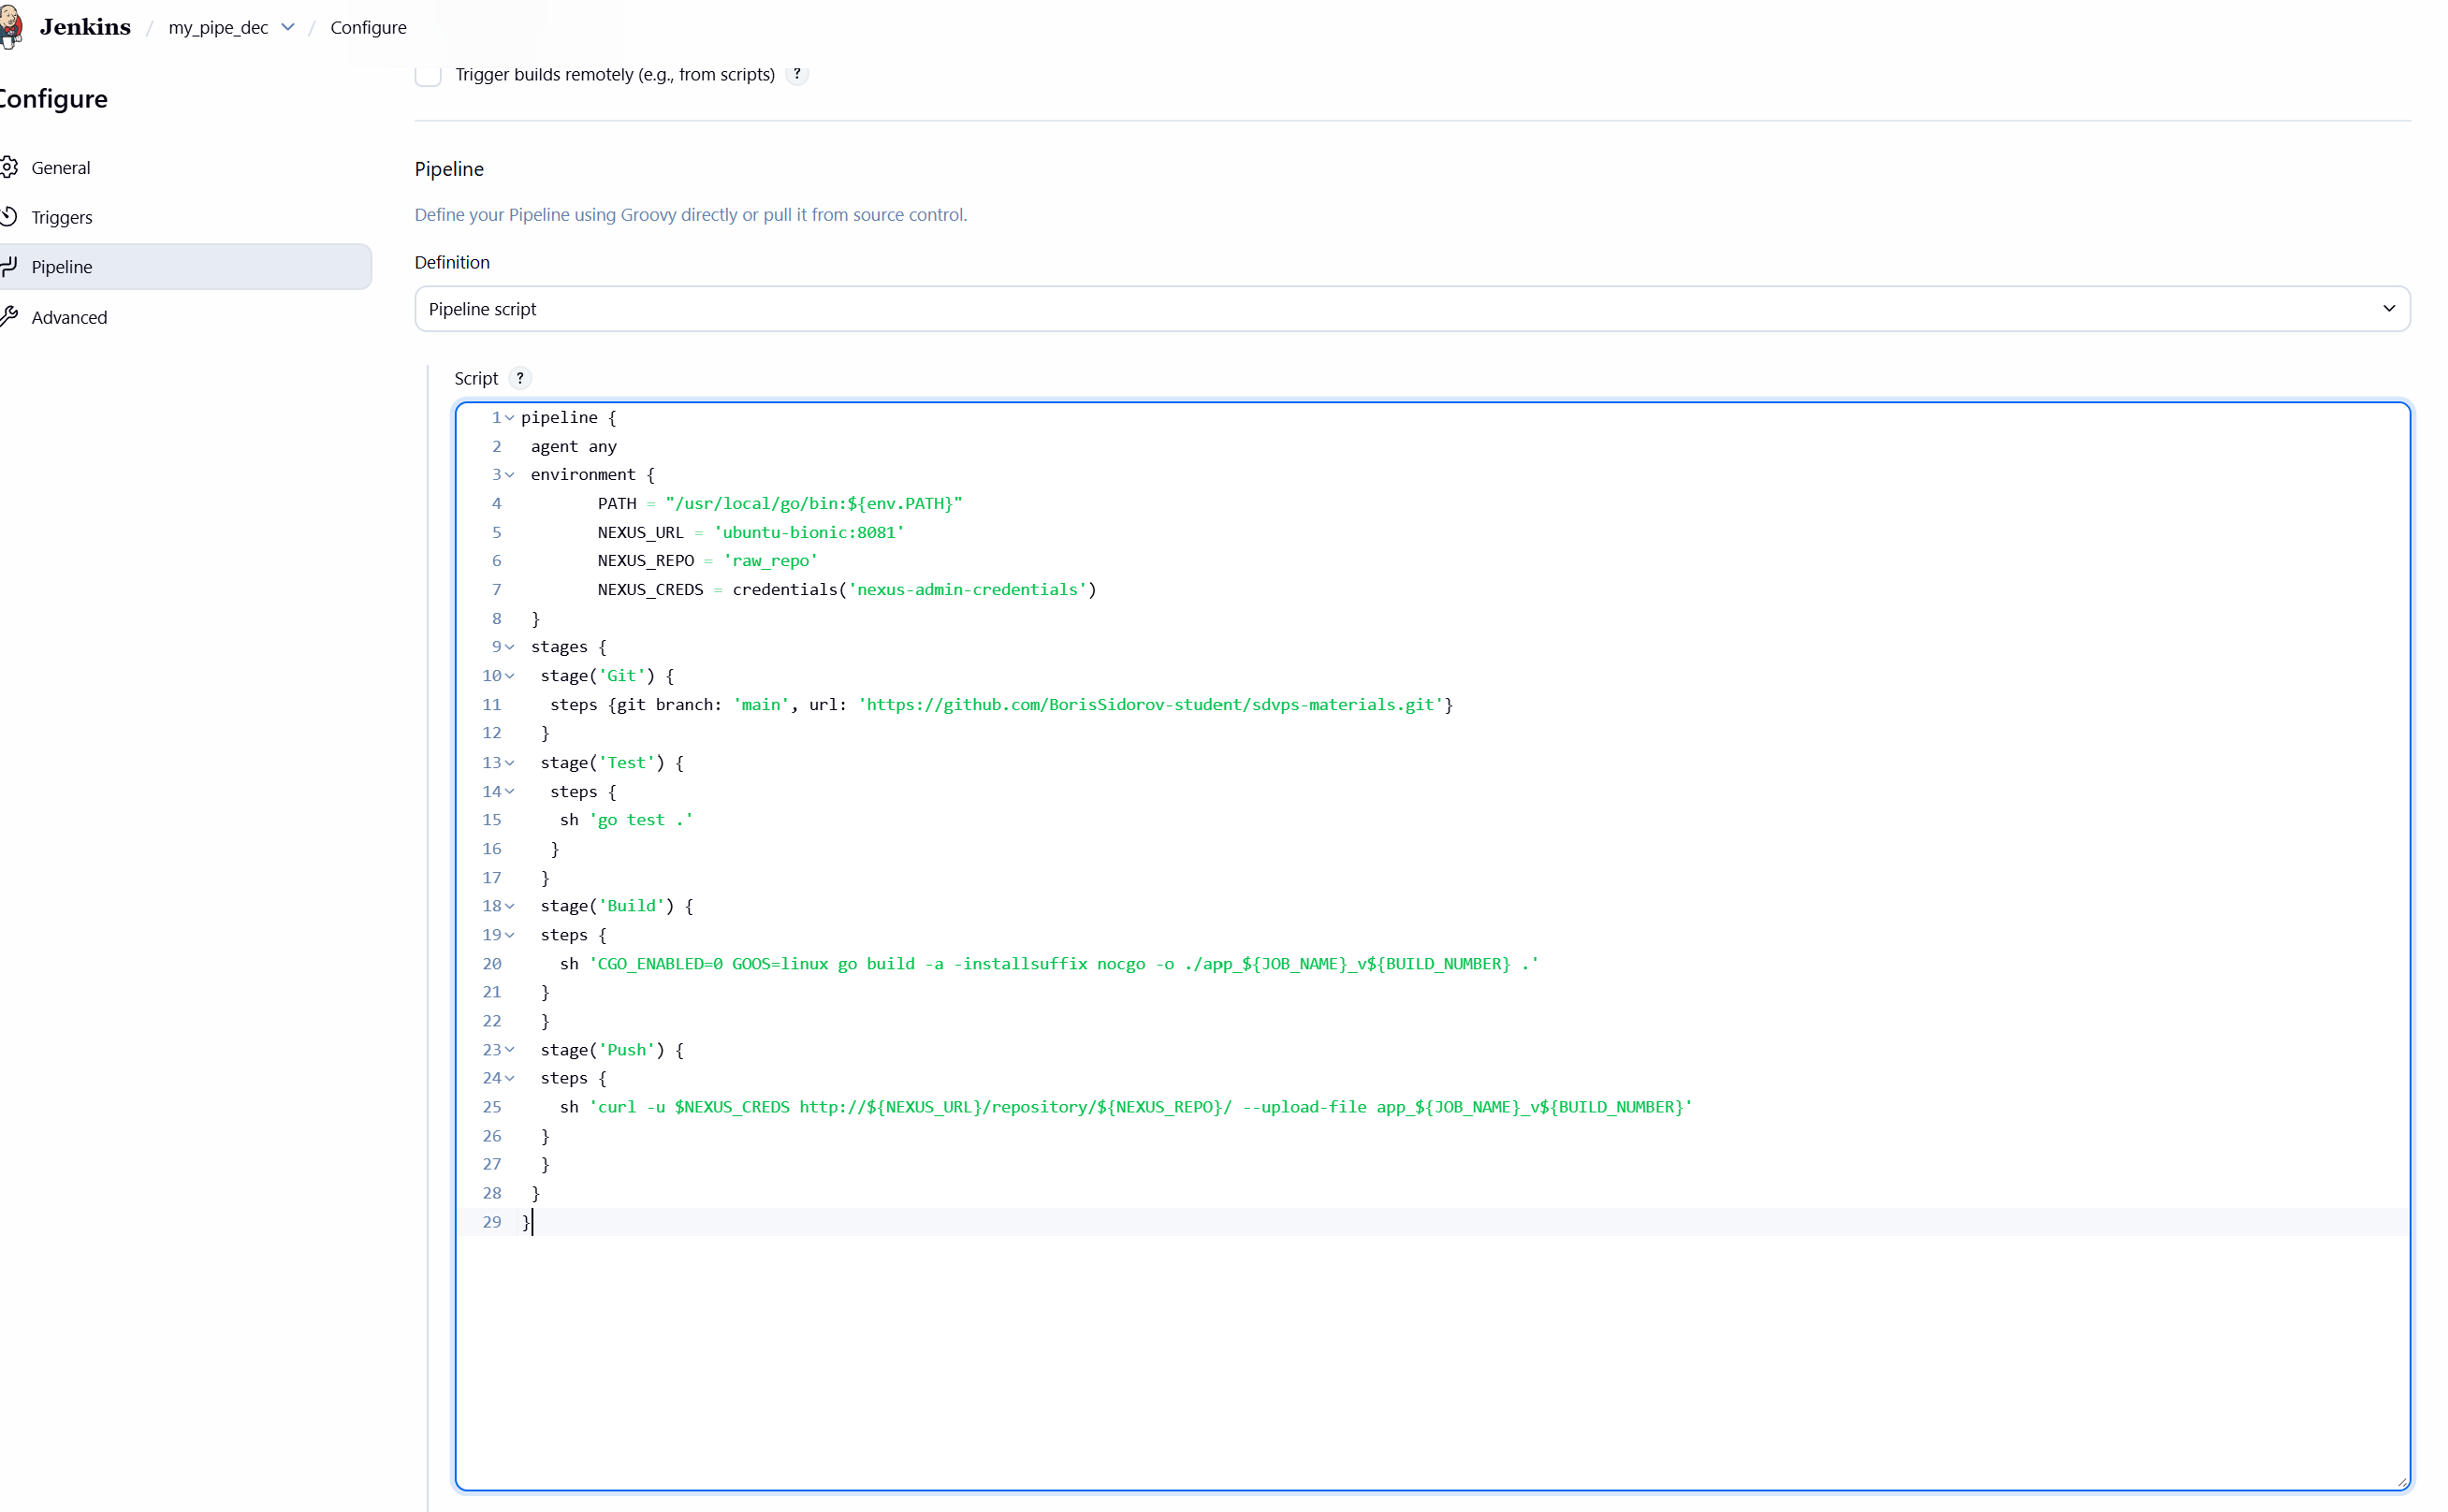 Jenkins / my_pipe_dec / Configure
Configure
General
Triggers
Pipeline
Advanced
Trigger builds remotely (e.g., from scripts) ?
Pipeline
Define your Pipeline using Groovy directly or pull it from source control.
Definition
Pipeline script
Script ?
1 pipeline {
2  agent any
3  environment {
4         PATH = "/usr/local/go/bin:${env.PATH}"
5         NEXUS_URL = 'ubuntu-bionic:8081'
6         NEXUS_REPO = 'raw_repo'
7         NEXUS_CREDS = credentials('nexus-admin-credentials')
8  }
9  stages {
10   stage('Git') {
11    steps {git branch: 'main', url: 'https://github.com/BorisSidorov-student/sdvps-materials.git'}
12   }
13   stage('Test') {
14    steps {
15     sh 'go test .'
16    }
17   }
18   stage('Build') {
19   steps {
20     sh 'CGO_ENABLED=0 GOOS=linux go build -a -installsuffix nocgo -o ./app_${JOB_NAME}_v${BUILD_NUMBER} .'
21   }
22   }
23   stage('Push') {
24   steps {
25     sh 'curl -u $NEXUS_CREDS http://${NEXUS_URL}/repository/${NEXUS_REPO}/ --upload-file app_${JOB_NAME}_v${BUILD_NUMBER}'
26   }
27   }
28  }
29 }